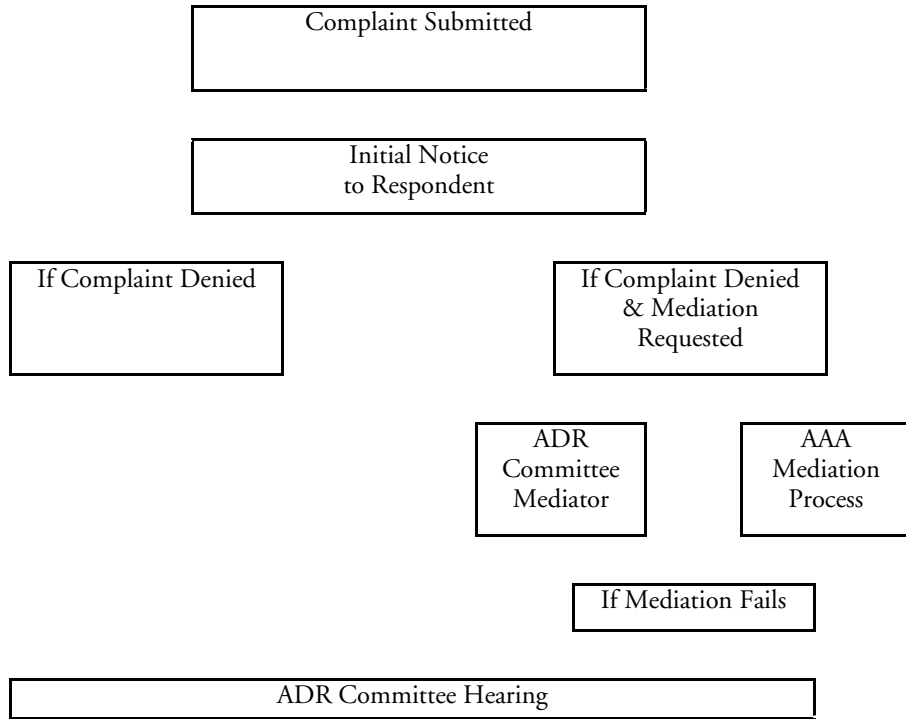 Complaint Submitted
Initial Notice
to Respondent
If Complaint Denied
If Complaint Denied
& Mediation
Requested
ADR
Committee
Mediator
AAA
Mediation
Process
If Mediation Fails
ADR Committee Hearing